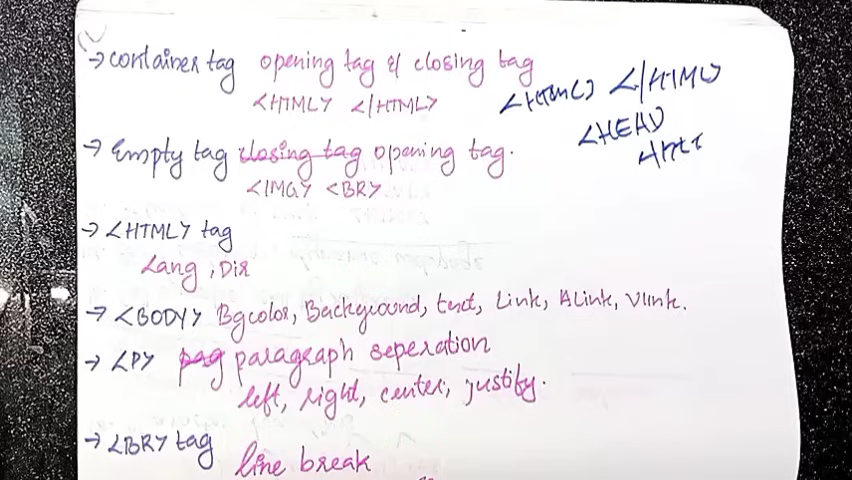 → container tag opening tag & closing tag
<HTML> </HTML>
<HTML> </HTML>
<HEAD>
→ Empty tag closing tag opening tag.
<IMG> <BR>
→ <HTML> tag
Lang, Dir
→ <BODY> Bgcolor, Background, text, Link, Alink, Vlink.
→ <P> pag paragraph seperation
left, right, center, justify.
→ <BR> tag
line break